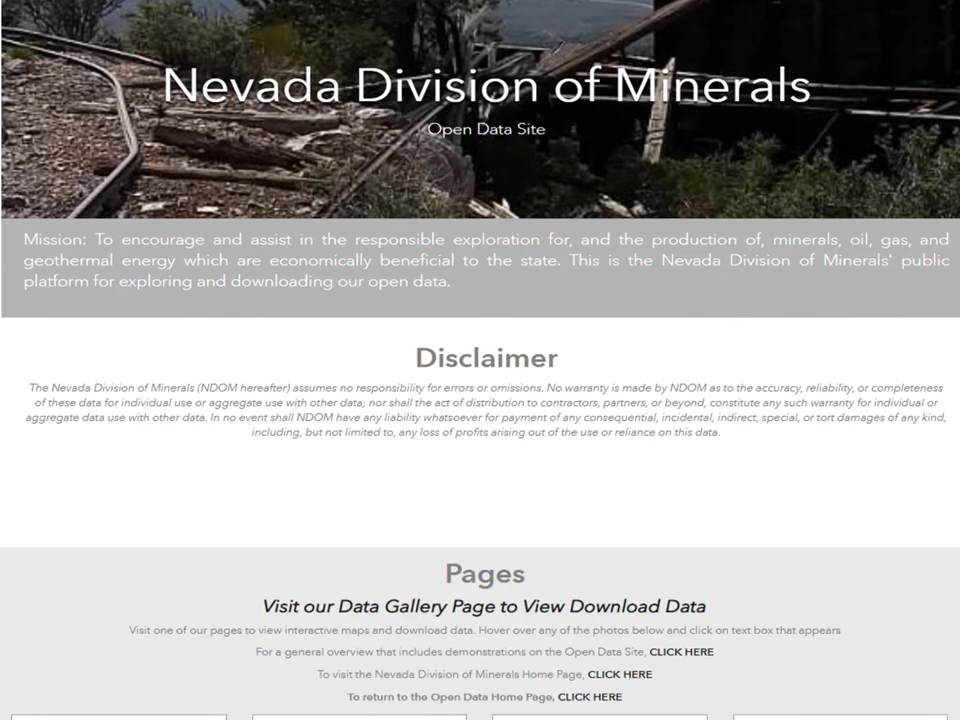 Nevada Division of Minerals
Open Data Site
Mission: To encourage and assist in the responsible exploration for, and the production of, minerals, oil, gas, and
geothermal energy which are economically beneficial to the state. This is the Nevada Division of Minerals' public
platform for exploring and downloading our open data.
Disclaimer
The Nevada Division of Minerals (NDOM hereafter) assumes no responsibility for errors or omissions. No warranty is made by NDOM as to the accuracy, reliability, or completeness
of these data for individual use or aggregate use with other data; nor shall the act of distribution to contractors, partners, or beyond, constitute any such warranty for individual or
aggregate data use with other data. In no event shall NDOM have any liability whatsoever for payment of any consequential, incidental, indirect, special, or tort damages of any kind,
including, but not limited to, any loss of profits arising out of the use or reliance on this data.
Pages
Visit our Data Gallery Page to View Download Data
Visit one of our pages to view interactive maps and download data. Hover over any of the photos below and click on text box that appears
For a general overview that includes demonstrations on the Open Data Site, CLICK HERE
To visit the Nevada Division of Minerals Home Page, CLICK HERE
To return to the Open Data Home Page, CLICK HERE